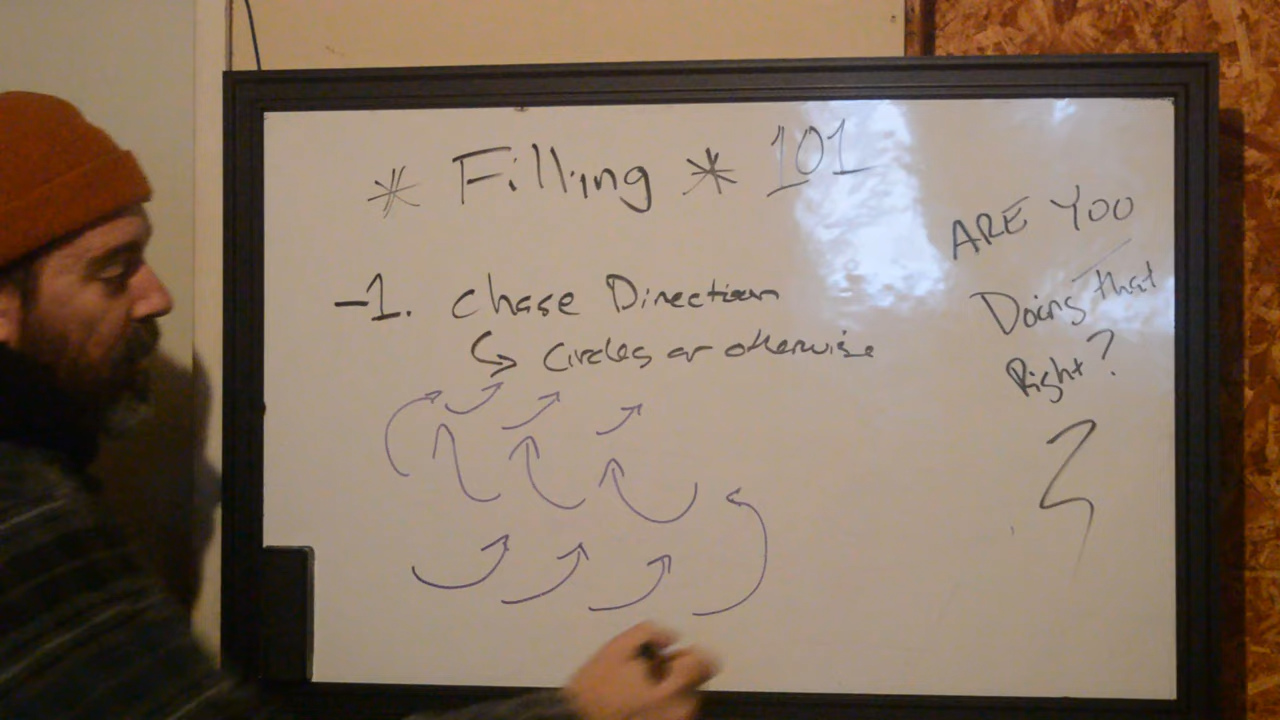 * Filling * 101
-1. Chase Direction
↳ Circles or otherwise
ARE YOU
Doing that
Right?